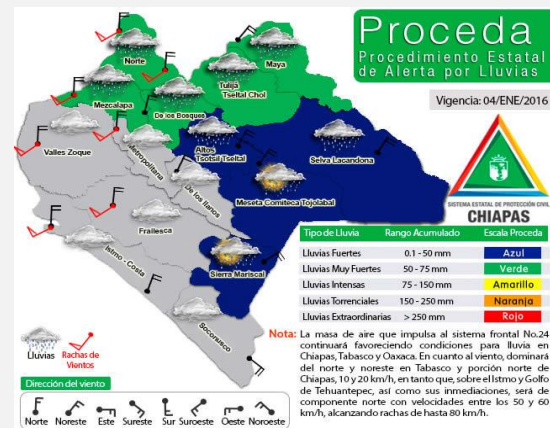 Proceda
Procedimiento Estatal
de Alerta por Lluvias
Vigencia: 04/ENE/2016
Norte
Maya
Tulija
Tseltal Chol
Mezcalapa
De los Bosques
Valles Zoque
Metropolitana
Altos
Tsotsil Tseltal
Selva Lacandona
De los llanos
Meseta Comiteca Tojolabal
Frailesca
Istmo - Costa
Sierra Mariscal
Soconusco
SISTEMA ESTATAL DE PROTECCIÓN CIVIL
CHIAPAS
Tipo de Lluvia Rango Acumulado Escala Proceda
Lluvias Fuertes 0.1 - 50 mm Azul
Lluvias Muy Fuertes 50 - 75 mm Verde
Lluvias Intensas 75 - 150 mm Amarillo
Lluvias Torrenciales 150 - 250 mm Naranja
Lluvias Extraordinarias > 250 mm Rojo
Nota: La masa de aire que impulsa al sistema frontal No.24
continuará favoreciendo condiciones para lluvia en
Chiapas, Tabasco y Oaxaca. En cuanto al viento, dominará
del norte y noreste en Tabasco y porción norte de
Chiapas, 10 y 20 km/h, en tanto que, sobre el Istmo y Golfo
de Tehuantepec, así como sus inmediaciones, será de
componente norte con velocidades entre los 50 y 60
km/h, alcanzando rachas de hasta 80 km/h.
Lluvias
Rachas de
Vientos
Dirección del viento
Norte Noreste Este Sureste Sur Suroeste Oeste Noroeste